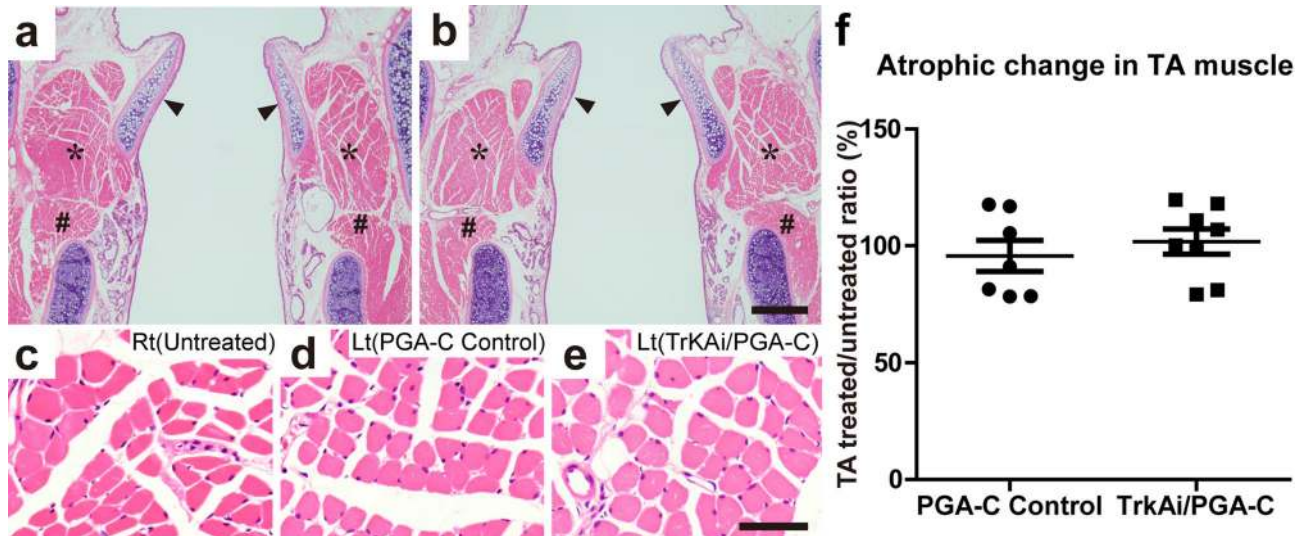 a
b
f
* * * *
# # # #
c
Rt(Untreated)
d
Lt(PGA-C Control)
e
Lt(TrKAi/PGA-C)
Atrophic change in TA muscle
TA treated/untreated ratio (%)
150
100
50
0
PGA-C Control TrkAi/PGA-C